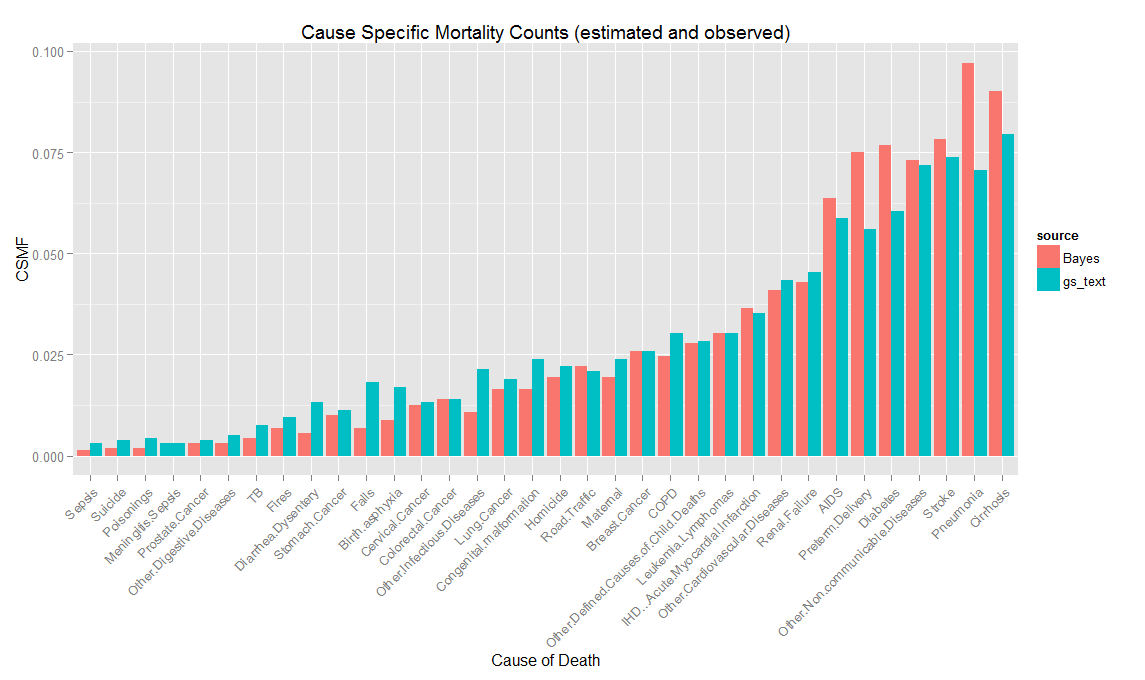 Cause Specific Mortality Counts (estimated and observed)
0.100
0.075
0.050
0.025
0.000
CSMF
Sepsis
Suicide
Poisonings
Meningitis.Sepsis
Prostate.Cancer
Other.Digestive.Diseases
TB
Fires
Diarrhea.Dysentery
Stomach.Cancer
Falls
Birth.asphyxia
Cervical.Cancer
Colorectal.Cancer
Other.Infectious.Diseases
Lung.Cancer
Congenital.malformation
Homicide
Road.Traffic
Maternal
Breast.Cancer
COPD
Other.Defined.Causes.of.Child.Deaths
Leukemia.Lymphomas
IHD...Acute.Myocardial.Infarction
Other.Cardiovascular.Diseases
Renal.Failure
AIDS
Preterm.Delivery
Diabetes
Other.Non.communicable.Diseases
Stroke
Pneumonia
Cirrhosis
Cause of Death
source
Bayes
gs_text